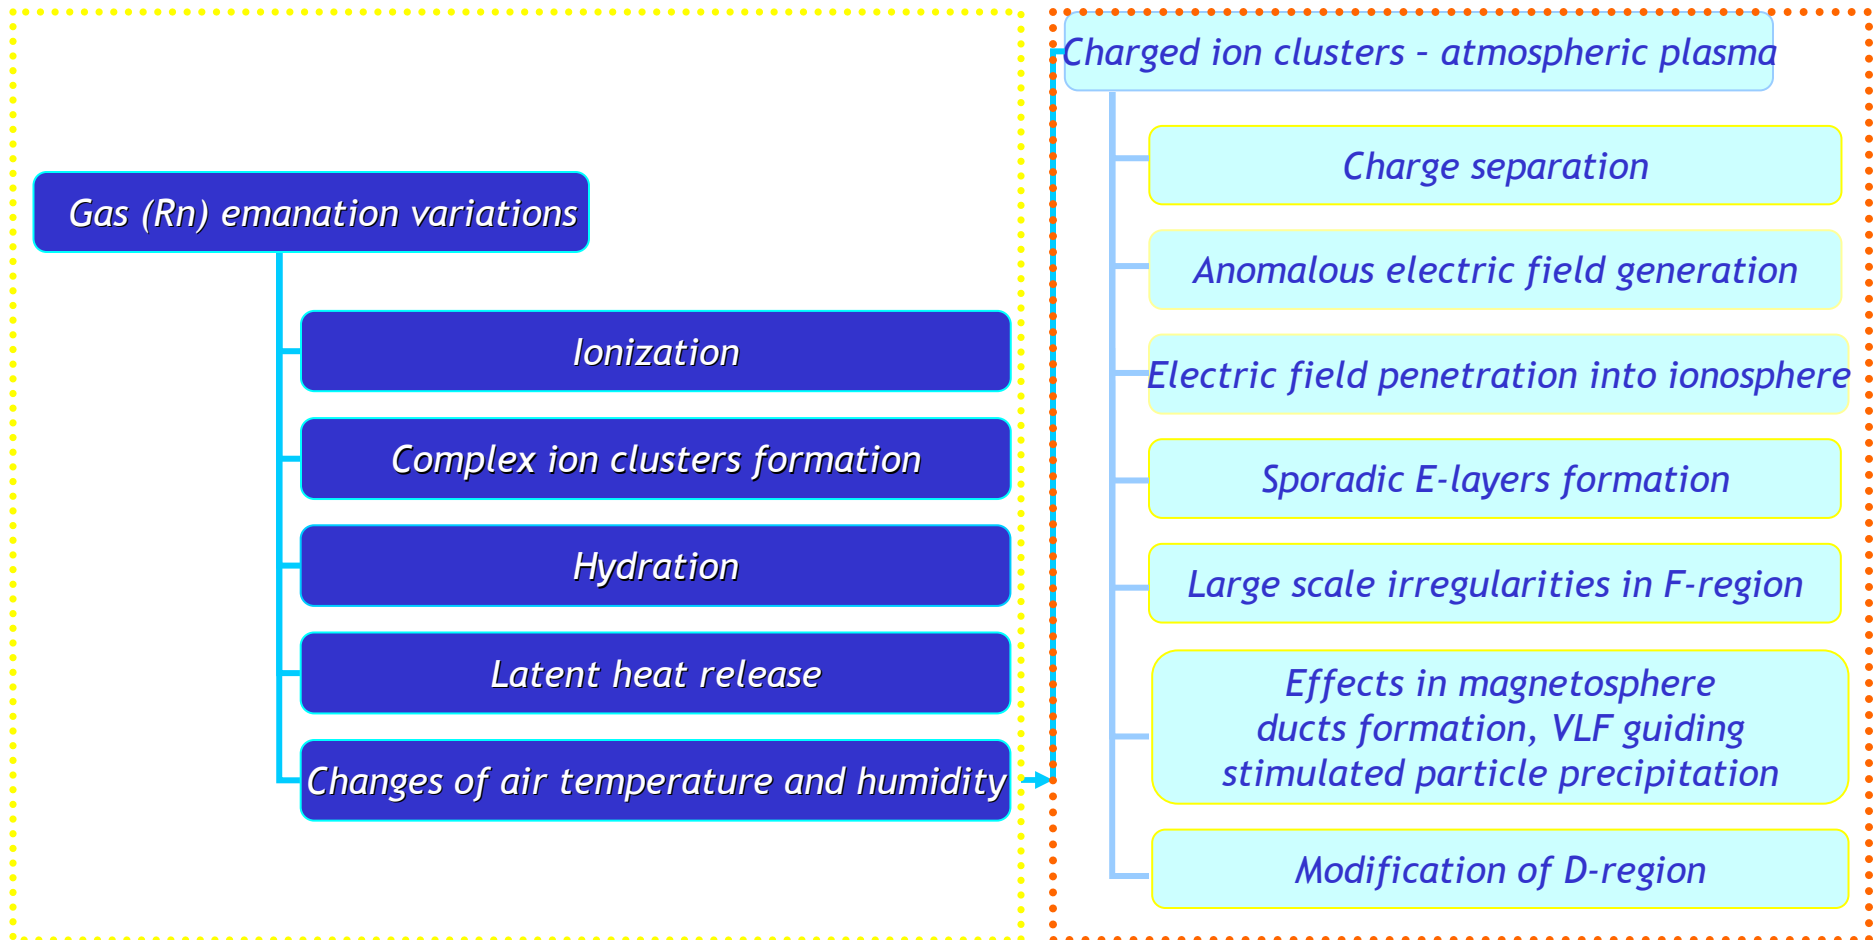 Gas (Rn) emanation variations
Ionization
Complex ion clusters formation
Hydration
Latent heat release
Changes of air temperature and humidity
Charged ion clusters – atmospheric plasma
Charge separation
Anomalous electric field generation
Electric field penetration into ionosphere
Sporadic E-layers formation
Large scale irregularities in F-region
Effects in magnetosphere
ducts formation, VLF guiding
stimulated particle precipitation
Modification of D-region